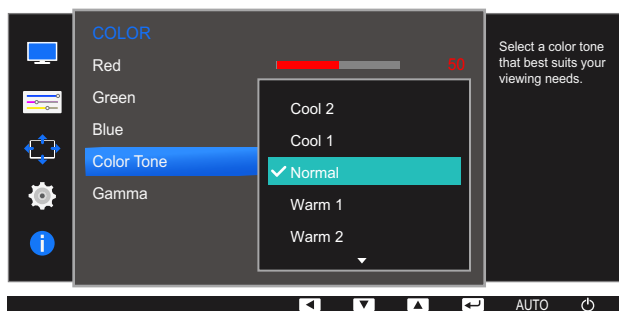 COLOR
Red
50
Green
Blue
Color Tone
Gamma
Cool 2
Cool 1
Normal
Warm 1
Warm 2
Select a color tone
that best suits your
viewing needs.
AUTO